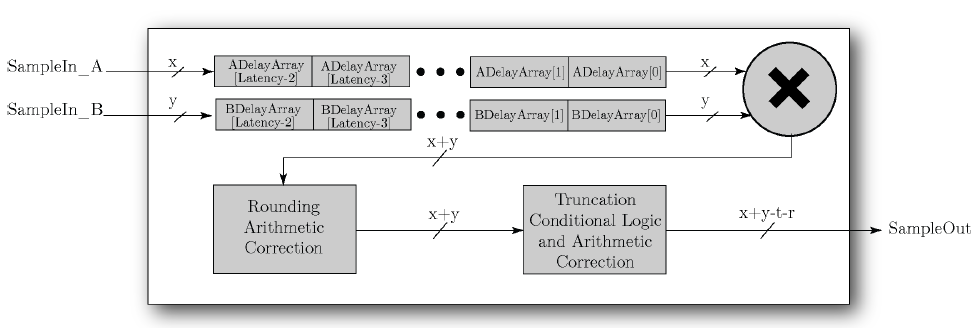 SampleIn_A
x
ADelayArray
[Latency-2]
ADelayArray
[Latency-3]
ADelayArray[1]
ADelayArray[0]
x
SampleIn_B
y
BDelayArray
[Latency-2]
BDelayArray
[Latency-3]
BDelayArray[1]
BDelayArray[0]
y
x+y
Rounding
Arithmetic
Correction
x+y
Truncation
Conditional Logic
and Arithmetic
Correction
x+y-t-r
SampleOut